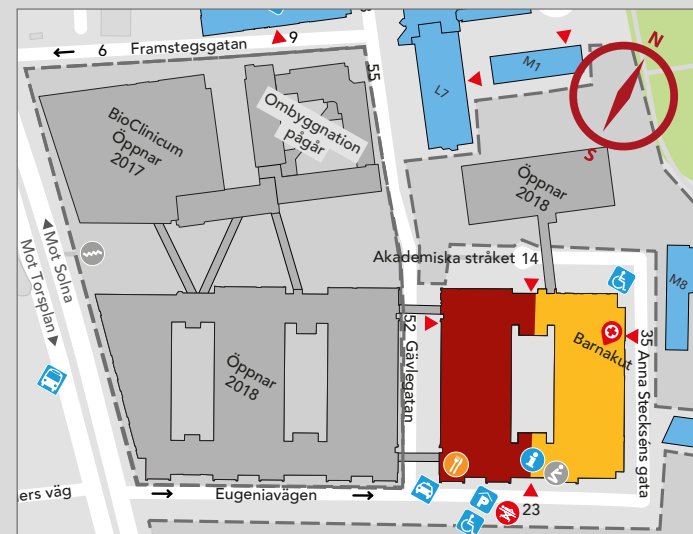 6 Framstegsgatan 9
55
N
S
M1
L7
BioClinicum
Öppnar
2017
Ombyggnation
pågår
Öppnar
2018
Akademiska stråket 14
Mot Solna
Mot Torsplan
M8
52 Gävlegatan
Barnakut
35 Anna Steckséns gata
Öppnar
2018
i
P
ers väg
Eugeniavägen
23